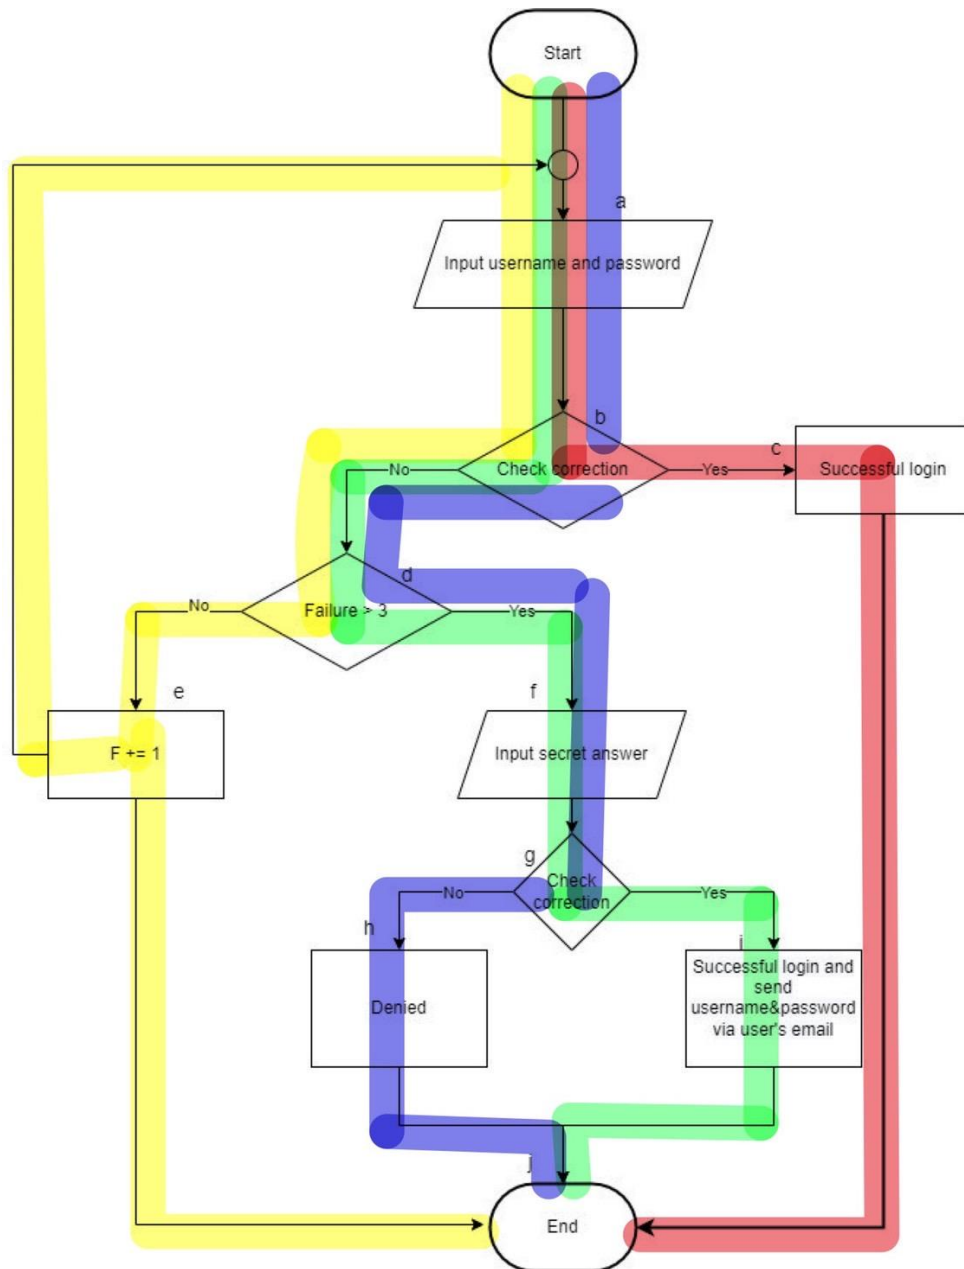 Start
a
Input username and password
b
c
No
Check correction
Yes
Successful login
d
No
Failure > 3
Yes
e
f
F += 1
Input secret answer
g
No
Check
correction
Yes
h
i
Denied
Successful login and
send
username&password
via user's email
j
End